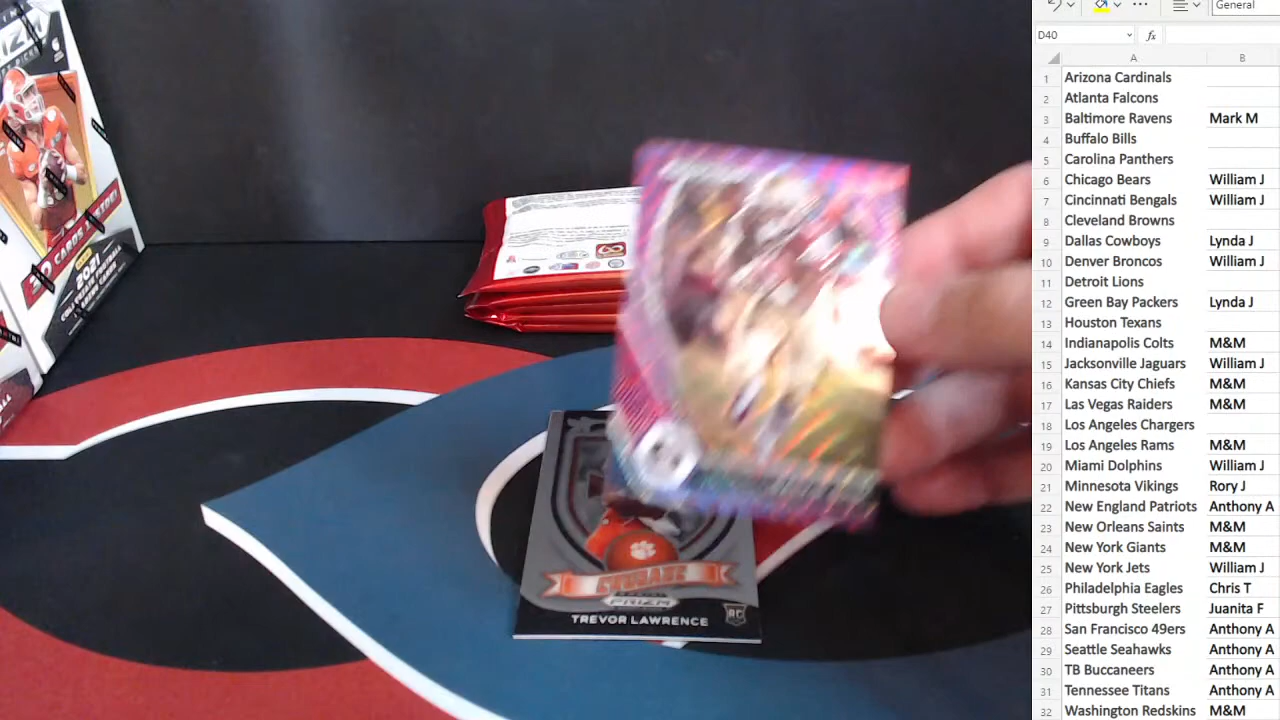 General
D40
fx
A B
1 Arizona Cardinals
2 Atlanta Falcons
3 Baltimore Ravens Mark M
4 Buffalo Bills
5 Carolina Panthers
6 Chicago Bears William J
7 Cincinnati Bengals William J
8 Cleveland Browns
9 Dallas Cowboys Lynda J
10 Denver Broncos William J
11 Detroit Lions
12 Green Bay Packers Lynda J
13 Houston Texans
14 Indianapolis Colts M&M
15 Jacksonville Jaguars William J
16 Kansas City Chiefs M&M
17 Las Vegas Raiders M&M
18 Los Angeles Chargers
19 Los Angeles Rams M&M
20 Miami Dolphins William J
21 Minnesota Vikings Rory J
22 New England Patriots Anthony A
23 New Orleans Saints M&M
24 New York Giants M&M
25 New York Jets William J
26 Philadelphia Eagles Chris T
27 Pittsburgh Steelers Juanita F
28 San Francisco 49ers Anthony A
29 Seattle Seahawks Anthony A
30 TB Buccaneers Anthony A
31 Tennessee Titans Anthony A
32 Washington Redskins M&M
2021
PRIZM
TREVOR LAWRENCE
RC